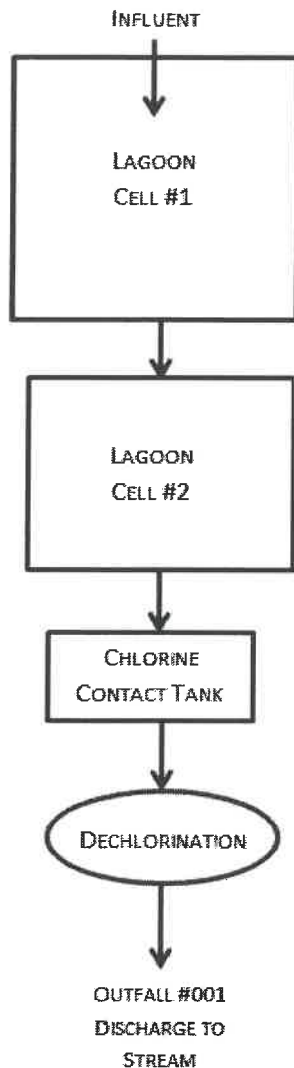 INFLUENT
LAGOON
CELL #1
LAGOON
CELL #2
CHLORINE
CONTACT TANK
DECHLORINATION
OUTFALL #001
DISCHARGE TO
STREAM